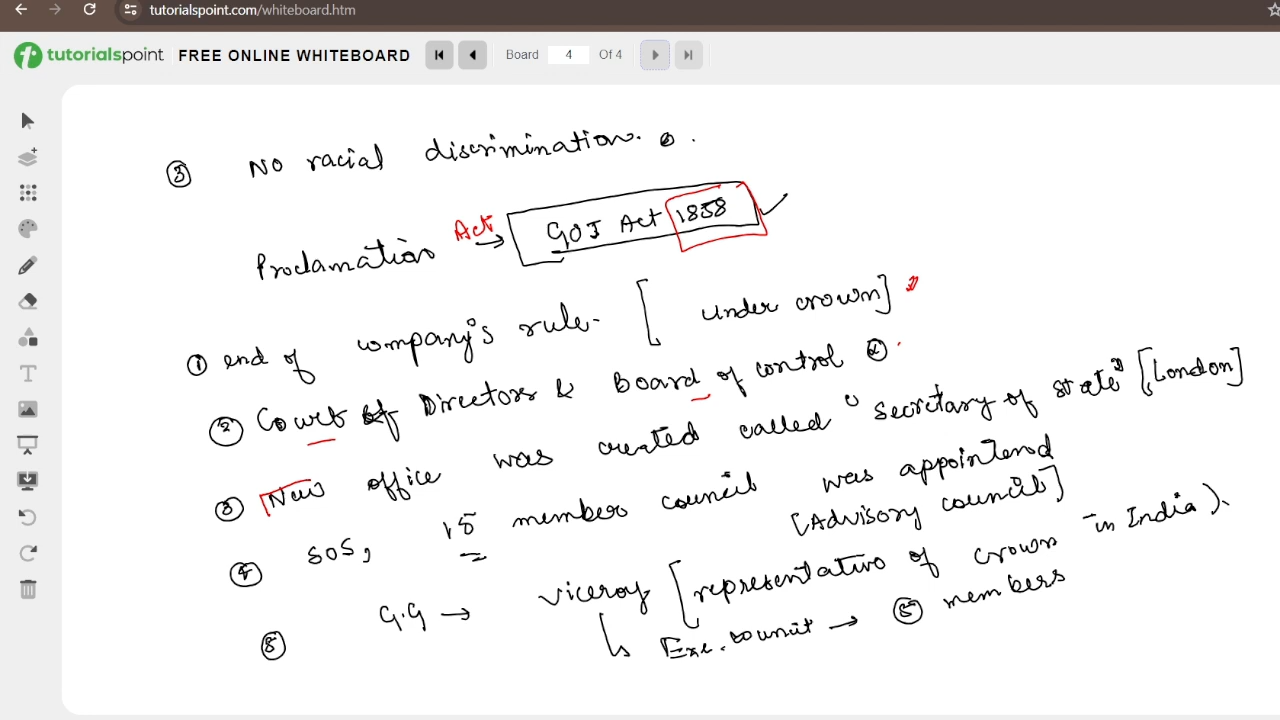 tutorialspoint.com/whiteboard.htm
tutorialspoint FREE ONLINE WHITEBOARD Board 4 Of 4
③ No racial discrimination.
Proclamation Act → GOI Act 1858 ✓
① end of company's rule- [under crown]
② Court of Directors & Board of control
③ New office was created called "Secretary of state" [London]
④ SOS, 15 member council was appointed
[Advisory council]
⑤ G.G → viceroy [representative of crown in India).
↳ Exe. council → ⑤ members